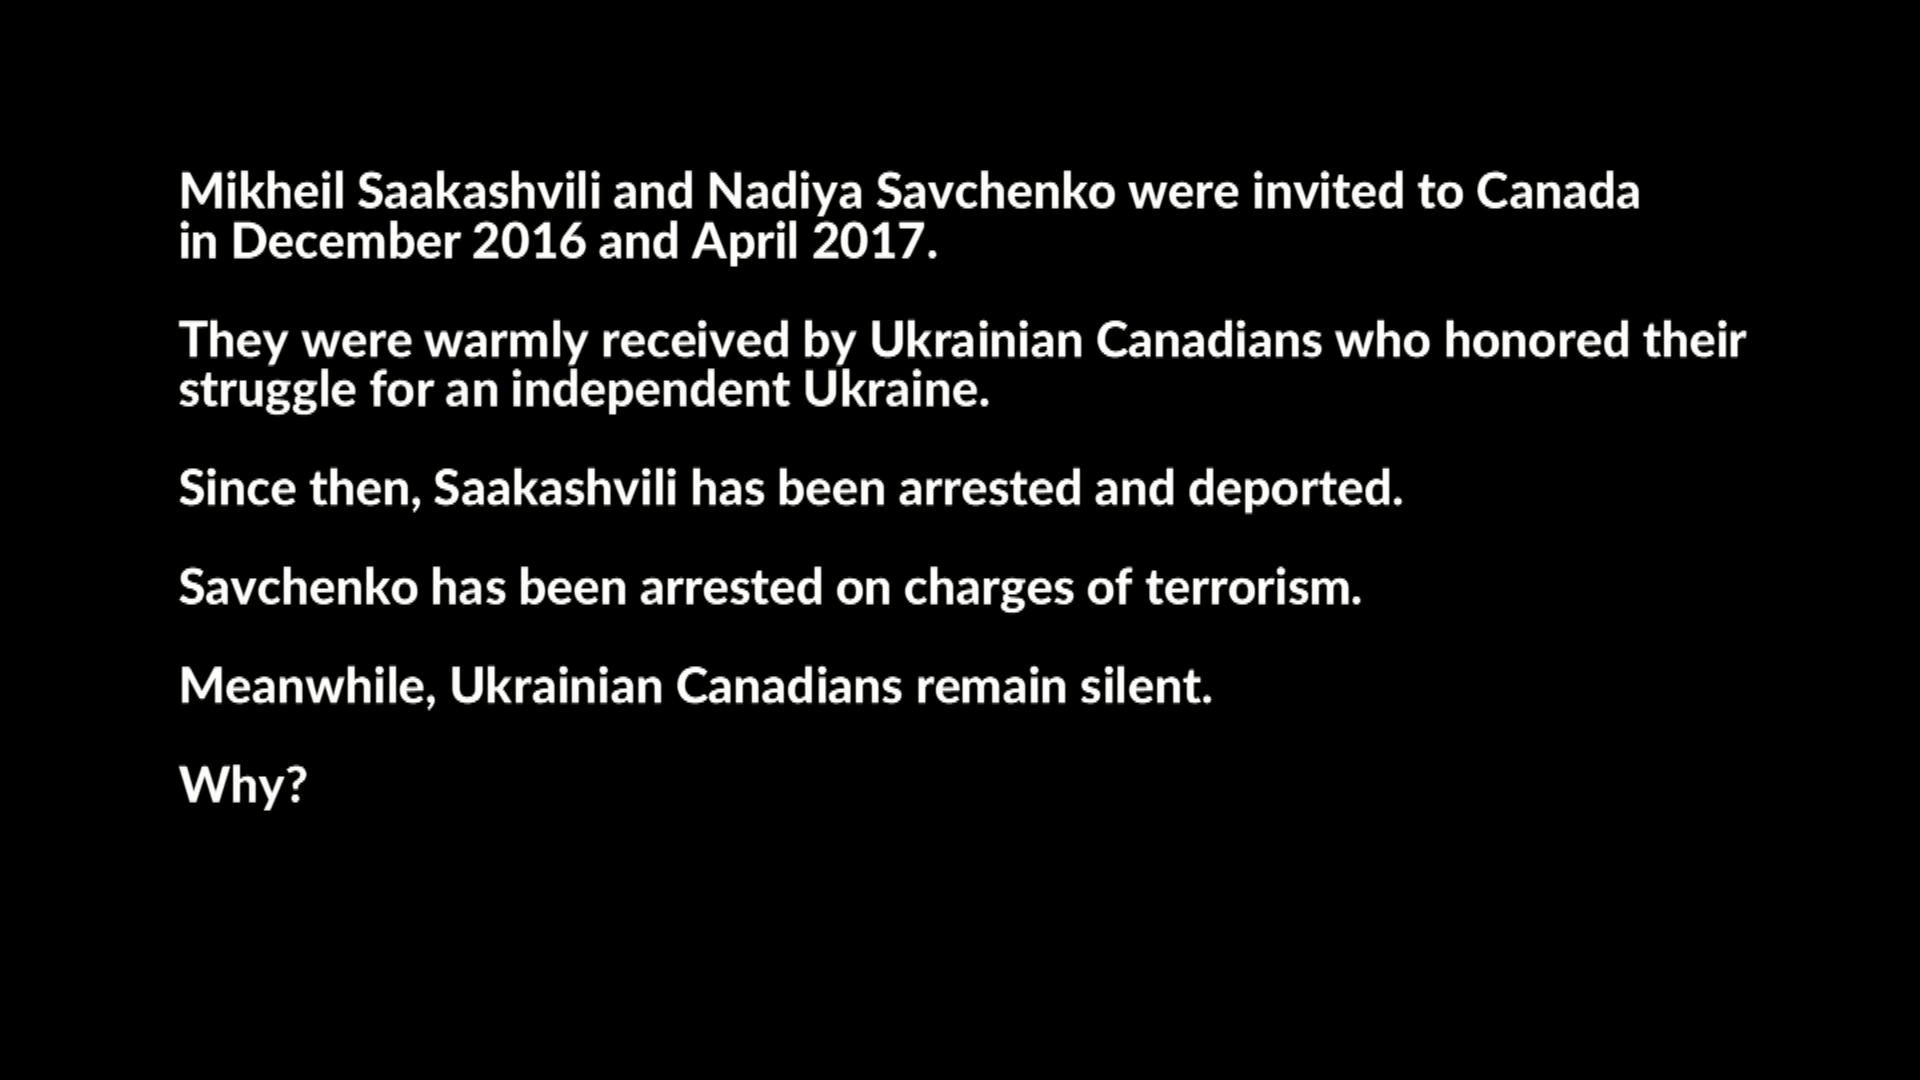 Mikheil Saakashvili and Nadiya Savchenko were invited to Canada
in December 2016 and April 2017.
They were warmly received by Ukrainian Canadians who honored their
struggle for an independent Ukraine.
Since then, Saakashvili has been arrested and deported.
Savchenko has been arrested on charges of terrorism.
Meanwhile, Ukrainian Canadians remain silent.
Why?